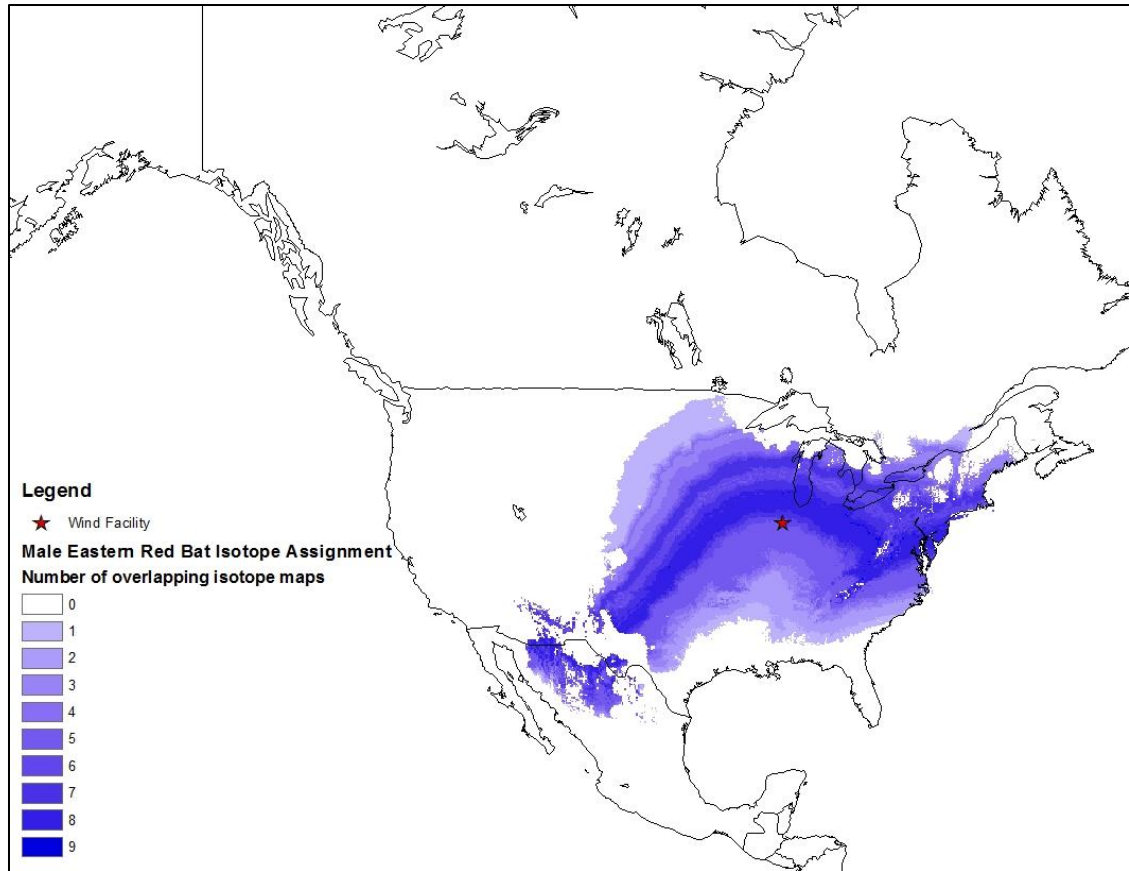 Legend
Wind Facility
Male Eastern Red Bat Isotope Assignment
Number of overlapping isotope maps
0
1
2
3
4
5
6
7
8
9